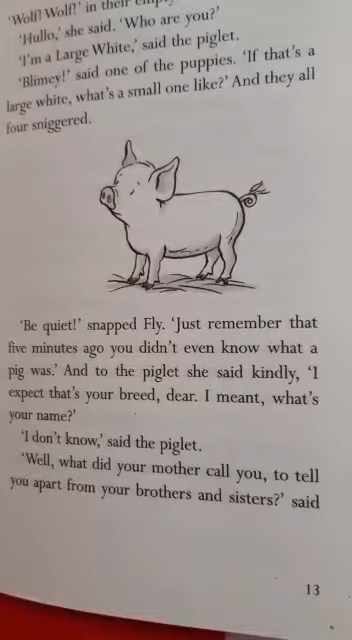 'Wolf! Wolf!' in their
'Hullo,' she said. 'Who are you?'
'I'm a Large White,' said the piglet.
'Blimey!' said one of the puppies. 'If that's a
large white, what's a small one like?' And they all
four sniggered.
'Be quiet!' snapped Fly. 'Just remember that
five minutes ago you didn't even know what a
pig was.' And to the piglet she said kindly, 'I
expect that's your breed, dear. I meant, what's
your name?'
'I don't know,' said the piglet.
'Well, what did your mother call you, to tell
you apart from your brothers and sisters?' said
13